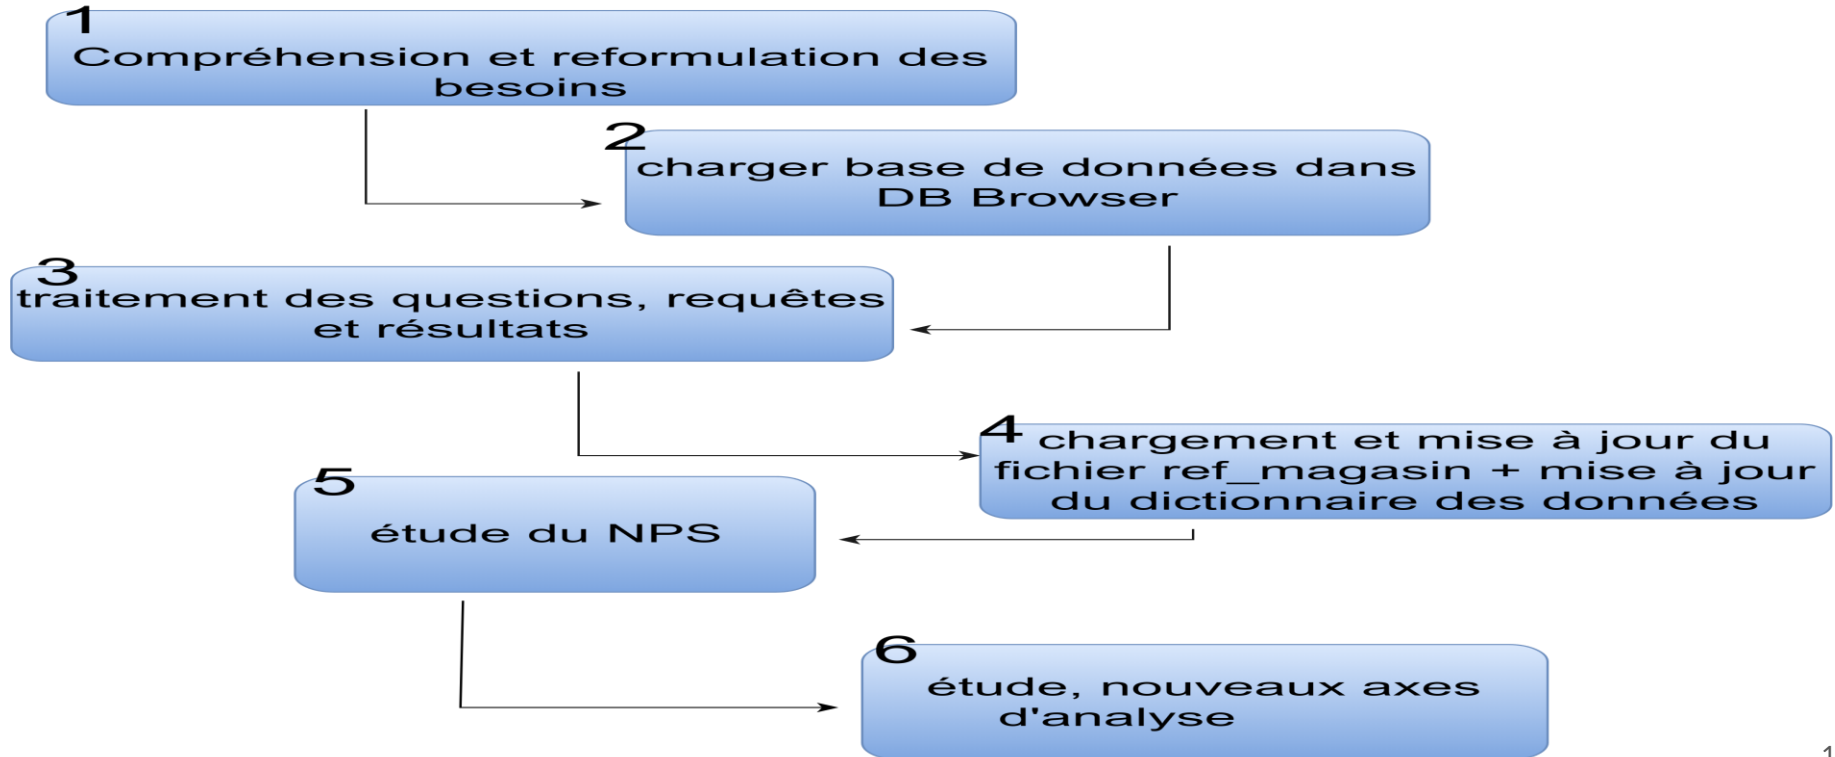 1
Compréhension et reformulation des
besoins
2
charger base de données dans
DB Browser
3
traitement des questions, requêtes
et résultats
4
chargement et mise à jour du
fichier ref_magasin + mise à jour
du dictionnaire des données
5
étude du NPS
6
étude, nouveaux axes
d'analyse
1